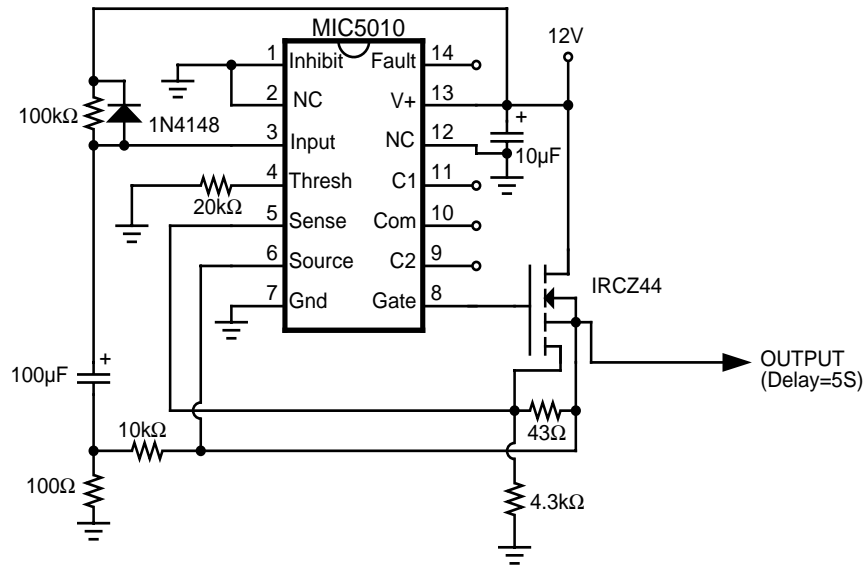 MIC5010
12V
1 Inhibit Fault 14
2 NC V+ 13
100kΩ 1N4148
+
3 Input NC 12
10µF
4 Thresh C1 11
20kΩ
5 Sense Com 10
6 Source C2 9
IRCZ44
7 Gnd Gate 8
+
100µF
OUTPUT
(Delay=5S)
10kΩ
43Ω
100Ω
4.3kΩ